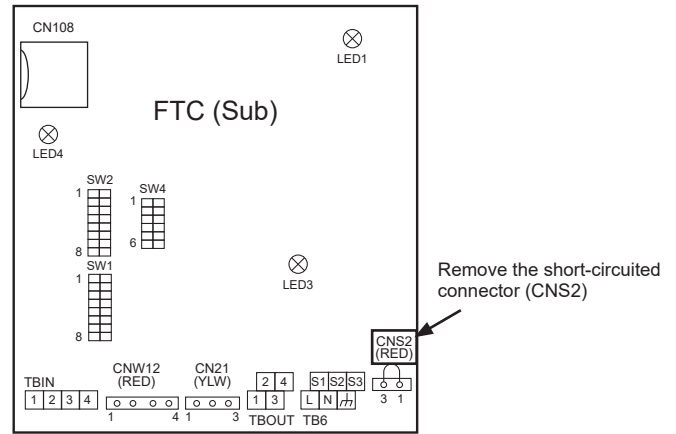 CN108
LED1
FTC (Sub)
LED4
SW2
1
8
SW4
1
6
SW1
1
8
LED3
Remove the short-circuited
connector (CNS2)
CNS2
(RED)
3 1
TBIN
1 2 3 4
CNW12
(RED)
1 4
CN21
(YLW)
1 3
2 4
1 3
TBOUT
S1 S2 S3
L N
TB6